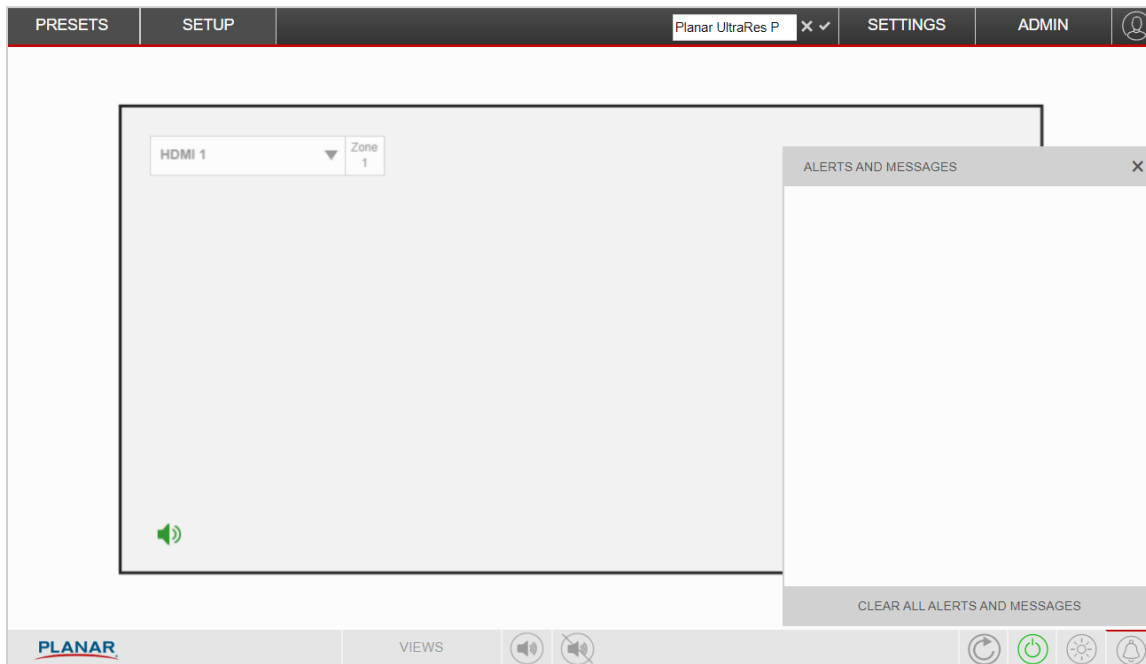 PRESETS
SETUP
Planar UltraRes P
SETTINGS
ADMIN
HDMI 1
Zone
1
ALERTS AND MESSAGES
CLEAR ALL ALERTS AND MESSAGES
PLANAR
VIEWS